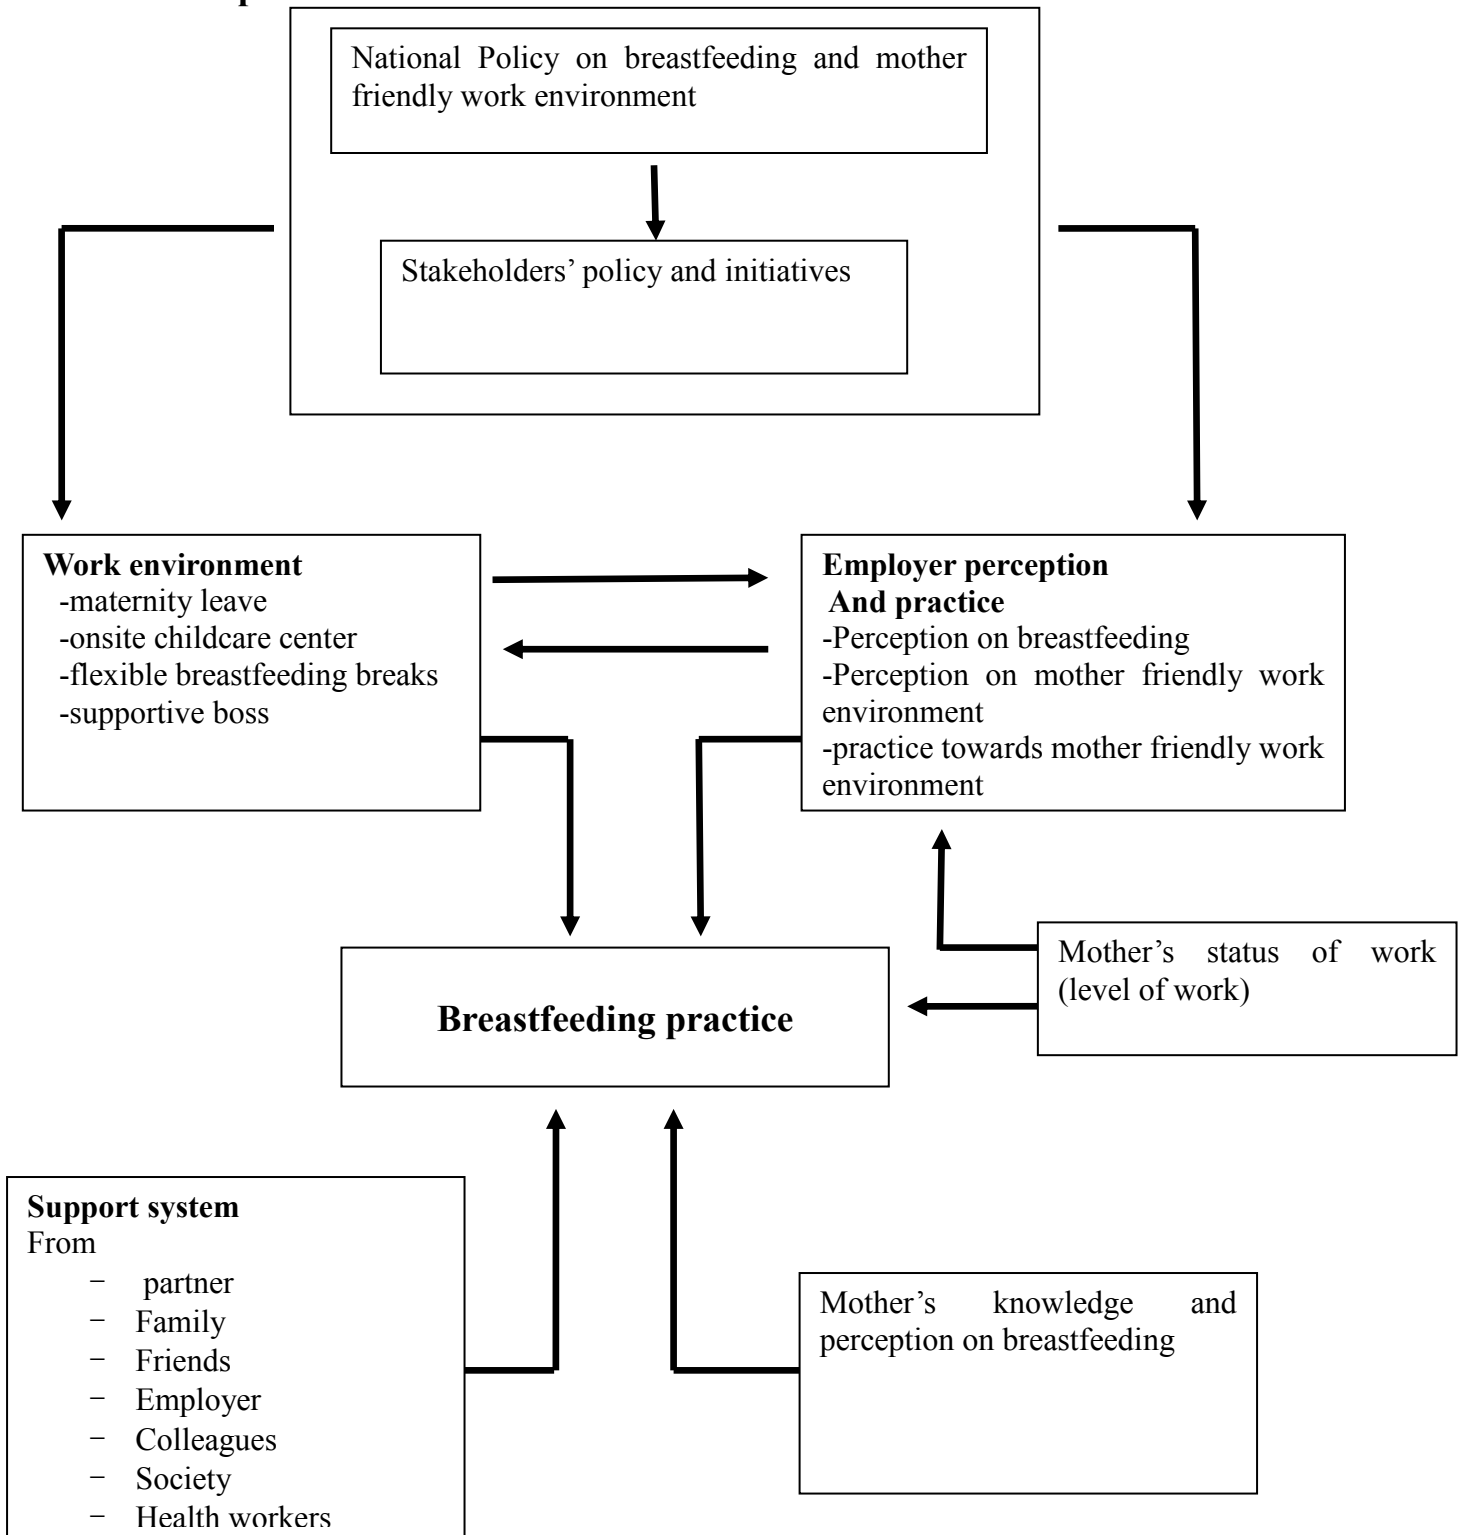 National Policy on breastfeeding and mother
friendly work environment
Stakeholders’ policy and initiatives
Work environment
-maternity leave
-onsite childcare center
-flexible breastfeeding breaks
-supportive boss
Employer perception
And practice
-Perception on breastfeeding
-Perception on mother friendly work
environment
-practice towards mother friendly work
environment
Mother’s status of work
(level of work)
Breastfeeding practice
Support system
From
− partner
− Family
− Friends
− Employer
− Colleagues
− Society
− Health workers
Mother’s knowledge and
perception on breastfeeding